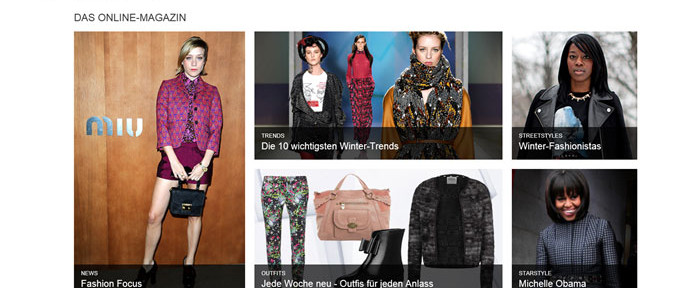 DAS ONLINE-MAGAZIN
miu
NEWS
Fashion Focus
TRENDS
Die 10 wichtigsten Winter-Trends
STREETSTYLES
Winter-Fashionistas
OUTFITS
Jede Woche neu - Outfis für jeden Anlass
STARSTYLE
Michelle Obama